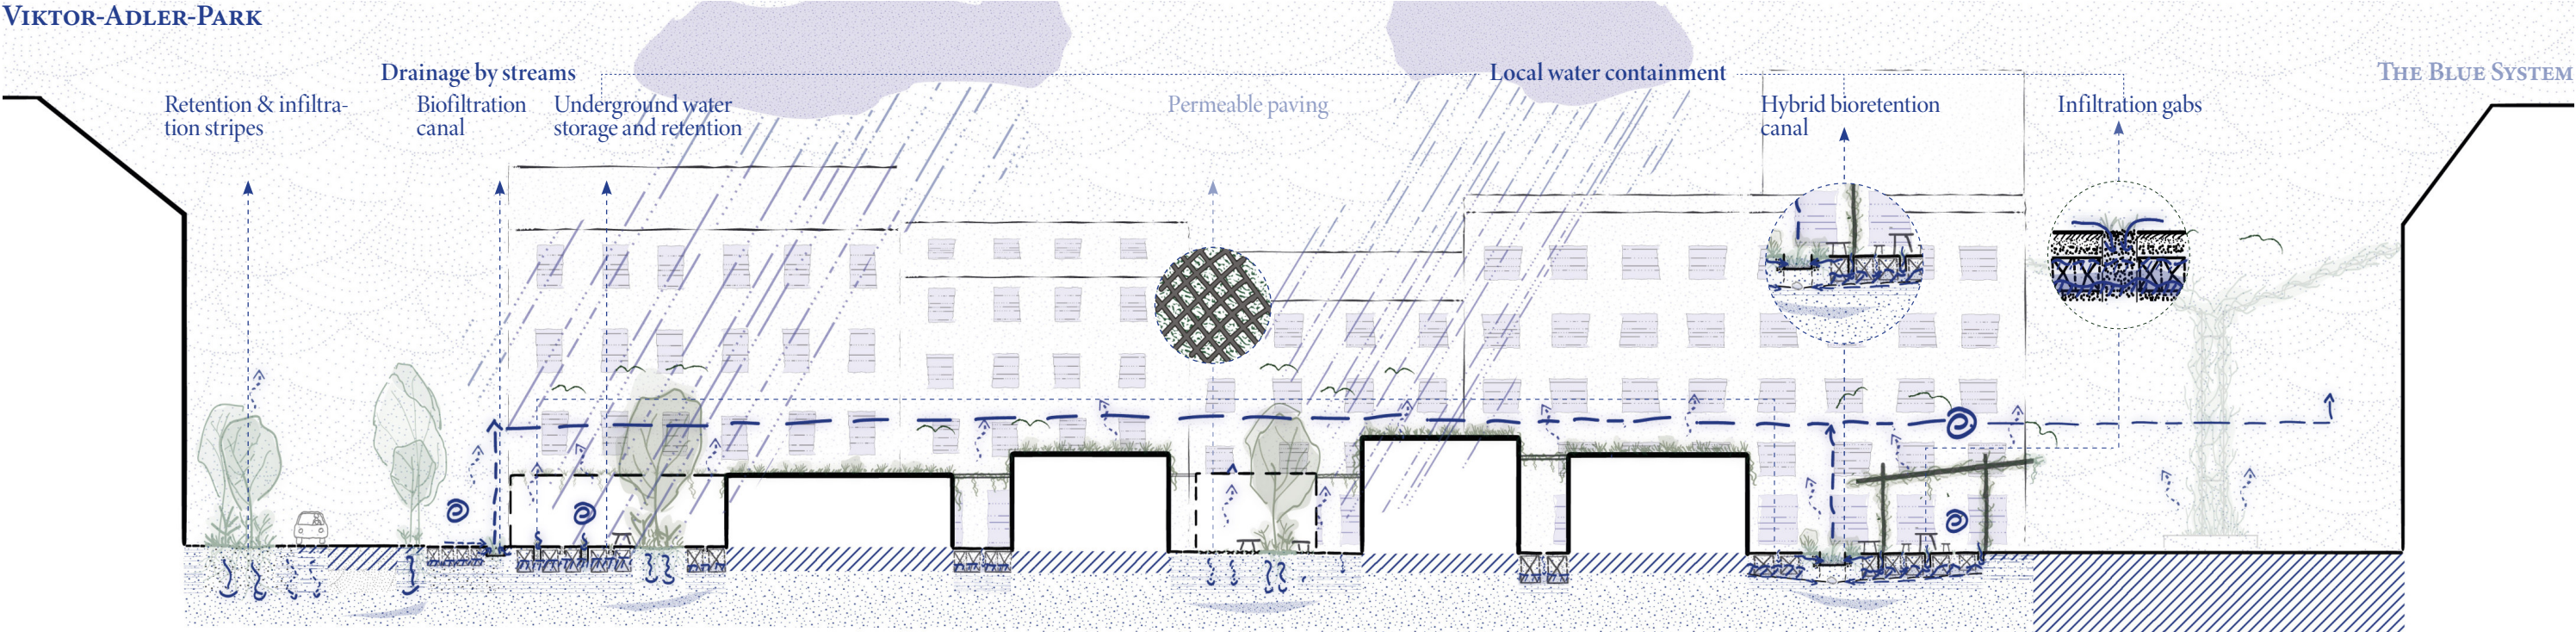 VIKTOR-ADLER-PARK
THE BLUE SYSTEM
Drainage by streams
Local water containment
Retention & infiltra-
tion stripes
Biofiltration
canal
Underground water
storage and retention
Permeable paving
Hybrid bioretention
canal
Infiltration gabs